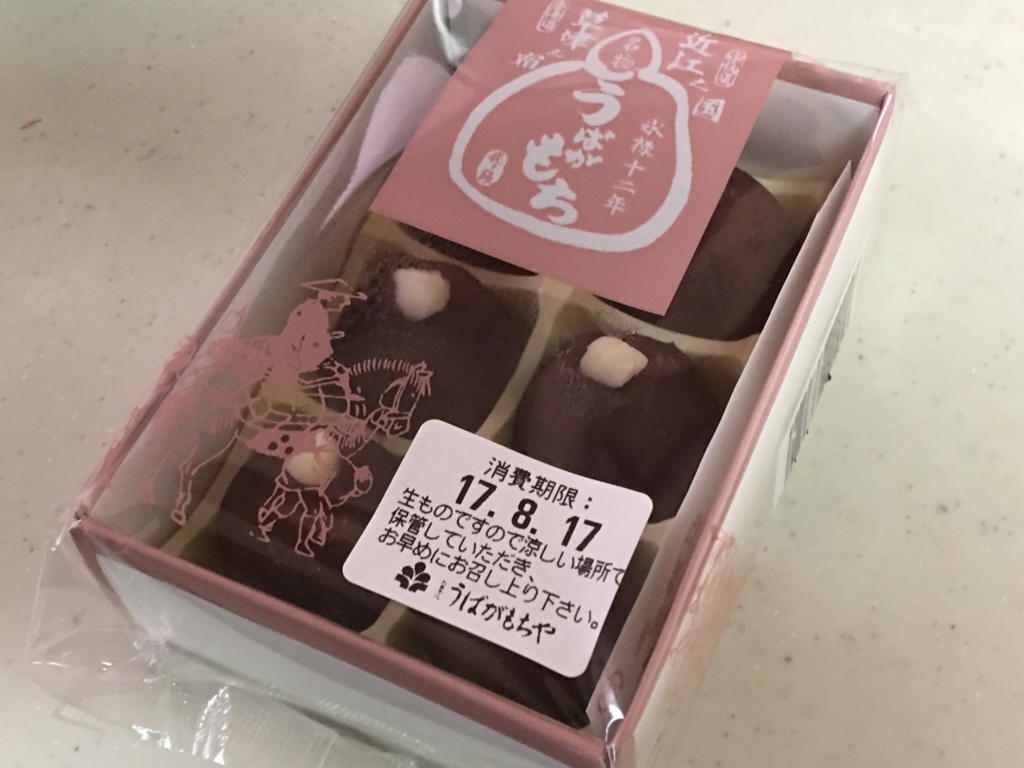 近江之国
草津之宿
名物
うばが
もち
永禄十二年
消費期限：
17. 8. 17
生ものですので涼しい場所で
保管していただき、
お早めにお召し上り下さい。
うばがもちや